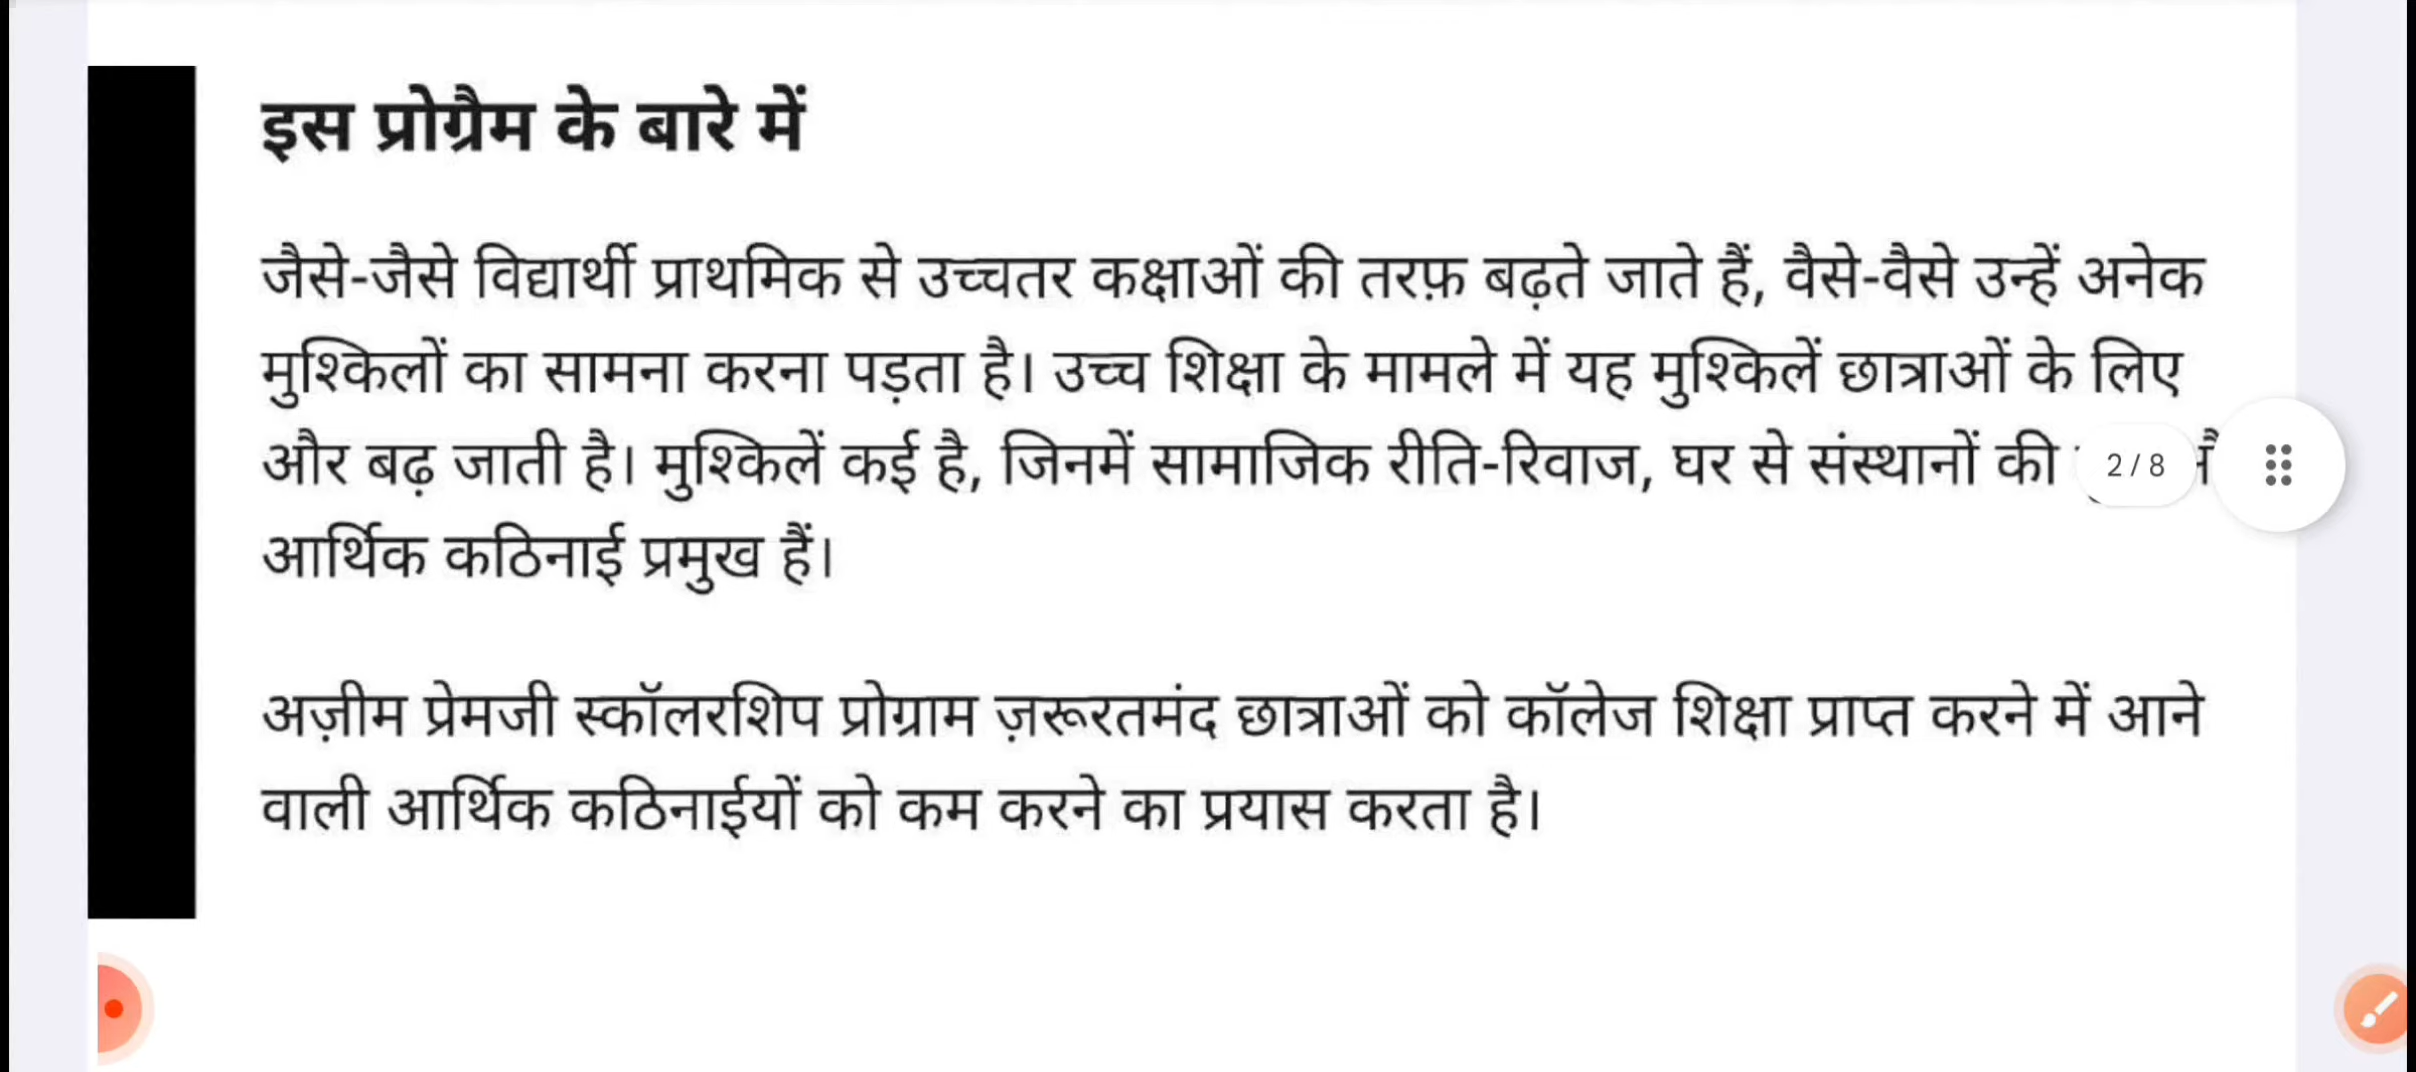 इस प्रोग्रैम के बारे में
जैसे-जैसे विद्यार्थी प्राथमिक से उच्चतर कक्षाओं की तरफ़ बढ़ते जाते हैं, वैसे-वैसे उन्हें अनेक
मुश्किलों का सामना करना पड़ता है। उच्च शिक्षा के मामले में यह मुश्किलें छात्राओं के लिए
और बढ़ जाती है। मुश्किलें कई है, जिनमें सामाजिक रीति-रिवाज, घर से संस्थानों की
2 / 8
आर्थिक कठिनाई प्रमुख हैं।
अज़ीम प्रेमजी स्कॉलरशिप प्रोग्राम ज़रूरतमंद छात्राओं को कॉलेज शिक्षा प्राप्त करने में आने
वाली आर्थिक कठिनाईयों को कम करने का प्रयास करता है।